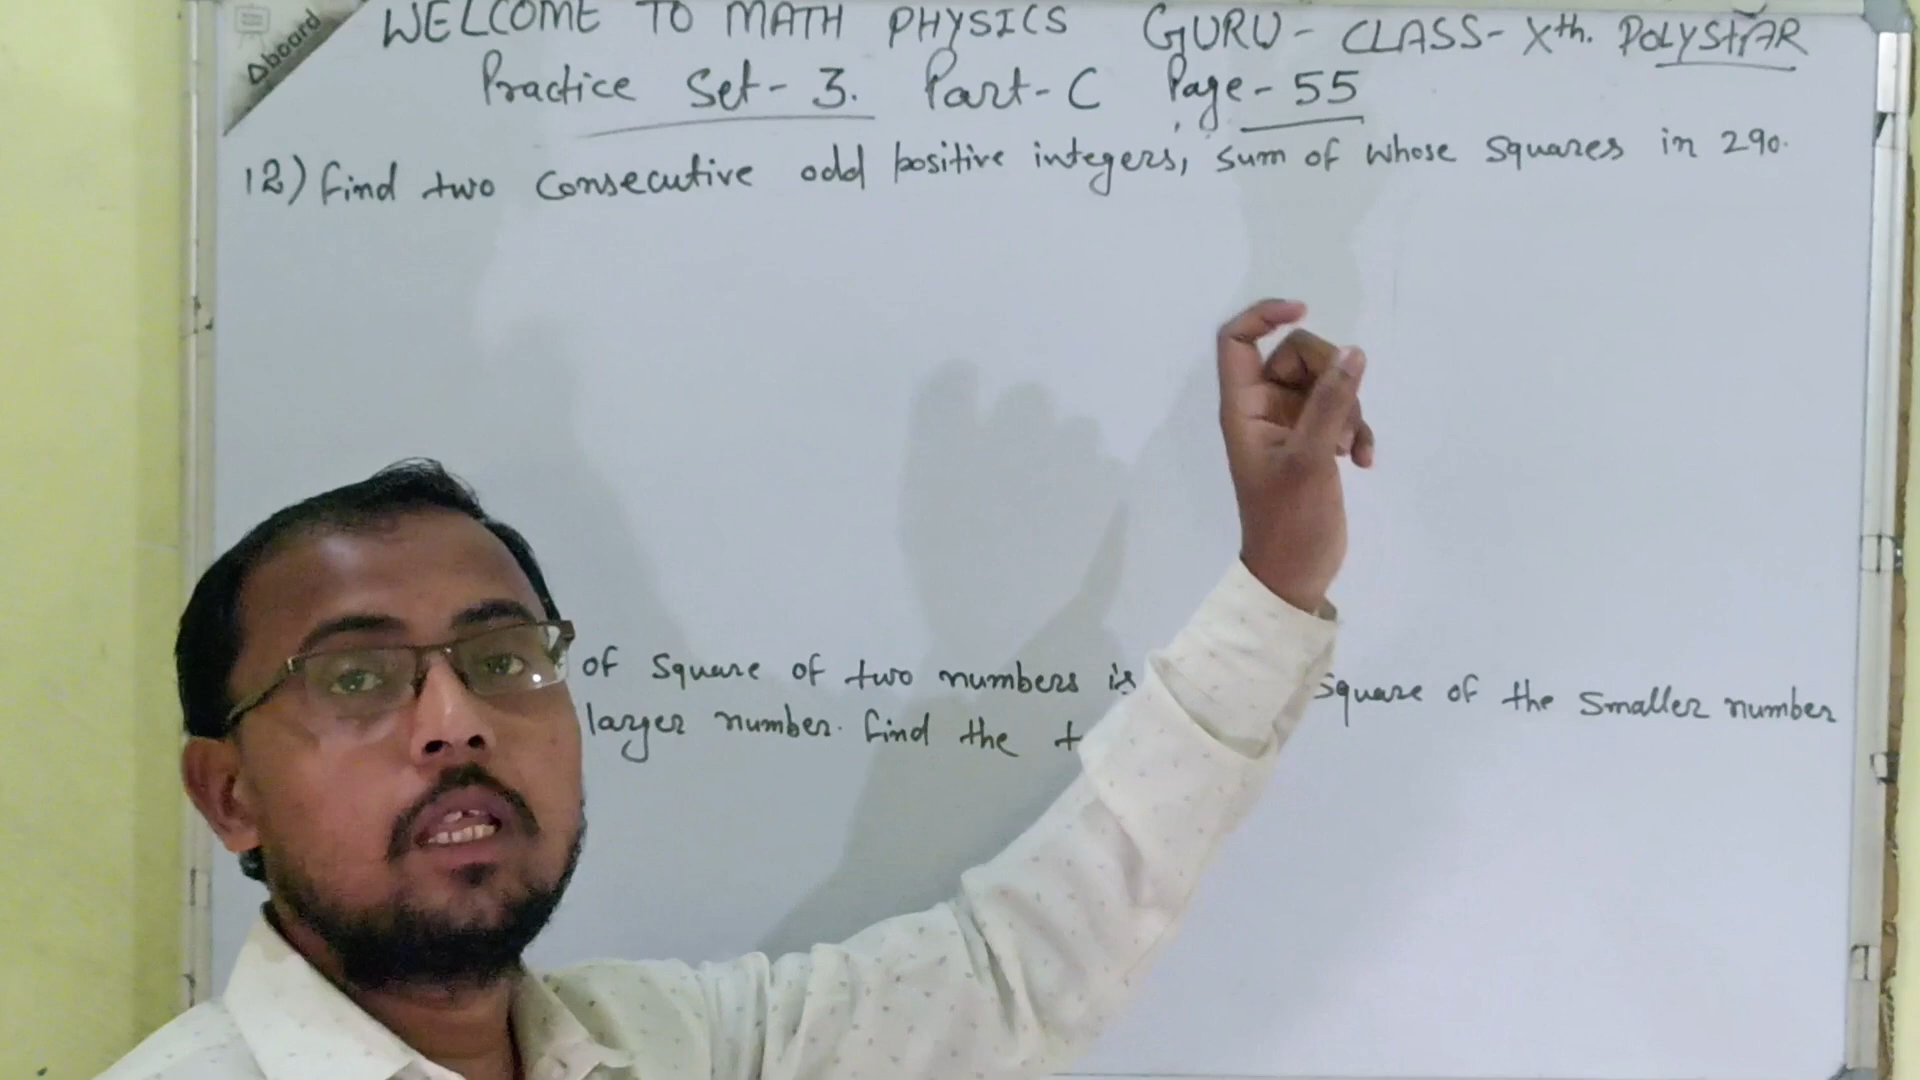 Aboard
WELCOME TO MATH PHYSICS GURU - CLASS - Xth. POLYSTAR
Practice Set - 3. Part - C Page - 55
12) find two Consecutive odd positive integers, sum of whose squares in 290.
of Square of two numbers is square of the smaller number
larger number. find the